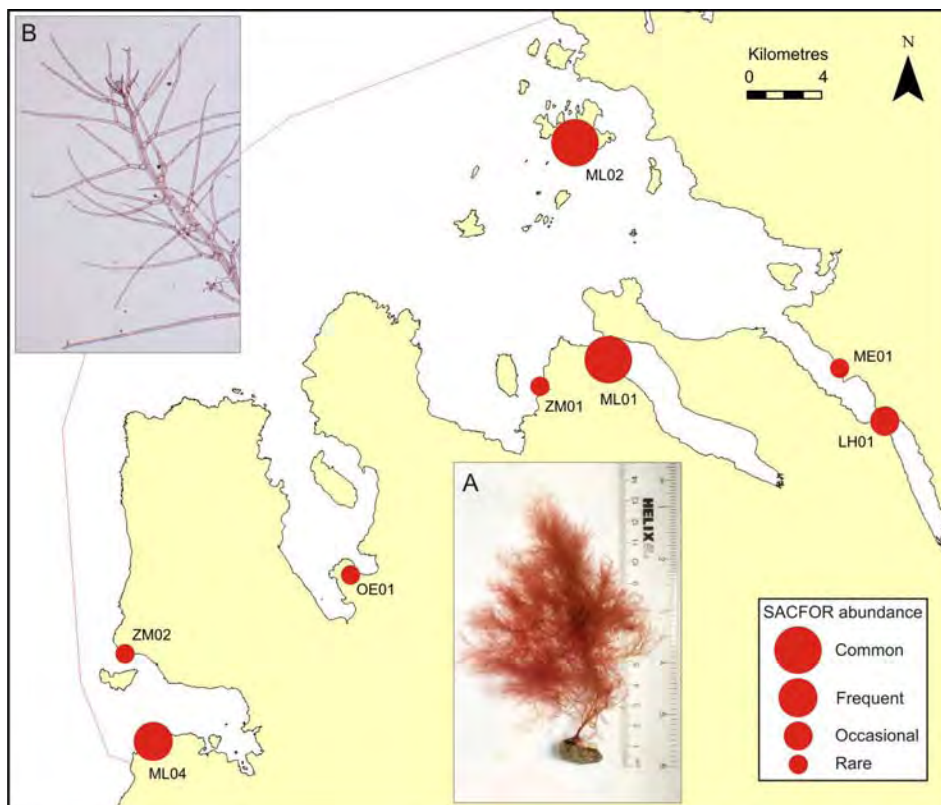 B
Kilometres
0 4
N
ML02
ME01
ZM01
ML01
LH01
A
HELIX
OE01
SACFOR abundance
ZM02
Common
Frequent
Occasional
ML04
Rare